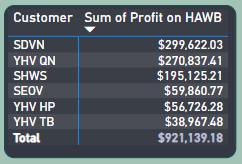 Customer Sum of Profit on HAWB
SDVN $299,622.03
YHV QN $270,837.41
SHWS $195,125.21
SEOV $59,860.77
YHV HP $56,726.28
YHV TB $38,967.48
Total $921,139.18